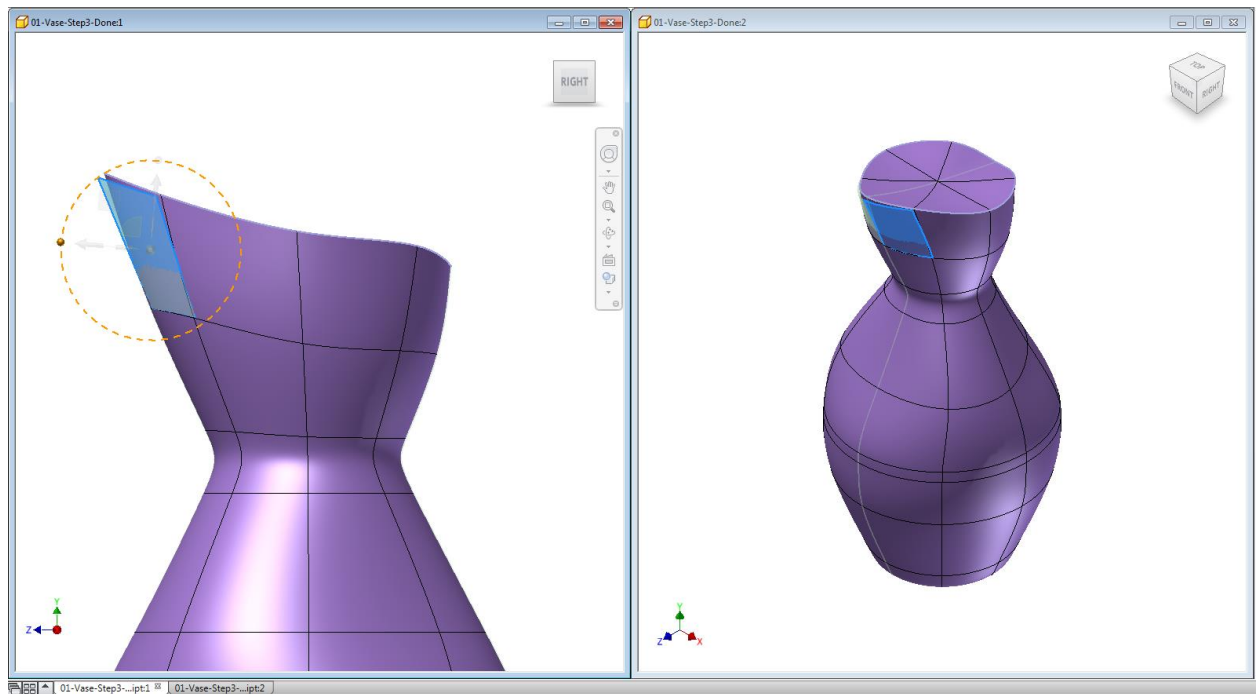 01-Vase-Step3-Done:1
RIGHT
Y
Z
01-Vase-Step3-Done:2
TOP
FRONT
RIGHT
Y
Z
X
01-Vase-Step3-...ipt:1
01-Vase-Step3-...ipt:2